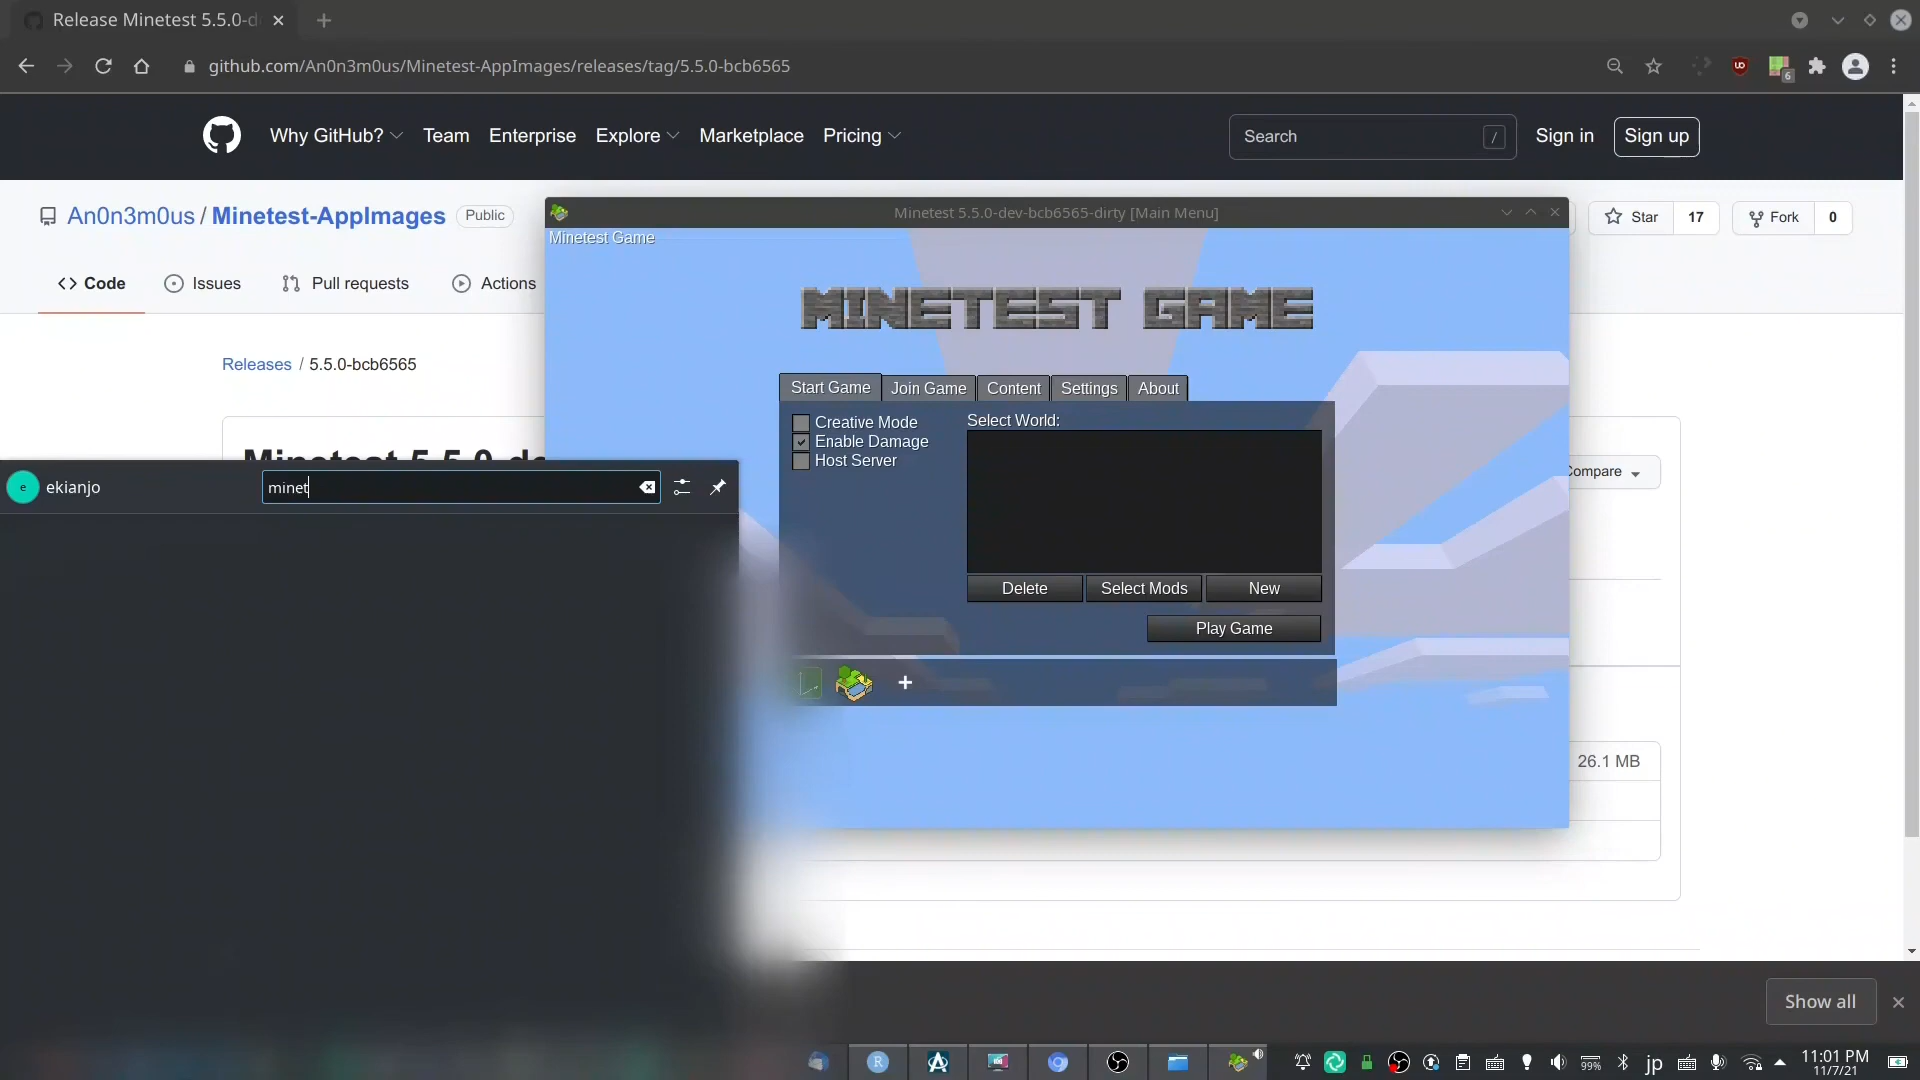 Release Minetest 5.5.0-d
github.com/An0n3m0us/Minetest-AppImages/releases/tag/5.5.0-bcb6565
6
Why GitHub? Team Enterprise Explore Marketplace Pricing
Search /
Sign in
Sign up
An0n3m0us / Minetest-AppImages Public
Star 17
Fork 0
Code
Issues
Pull requests
Actions
Releases / 5.5.0-bcb6565
Compare
26.1 MB
Minetest 5.5.0-dev-bcb6565-dirty [Main Menu]
Minetest Game
MINETEST GAME
Start Game Join Game Content Settings About
Creative Mode
Enable Damage
Host Server
Select World:
Delete Select Mods New
Play Game
+
e ekianjo
minet
Show all
99%
jp
11:01 PM
11/7/21